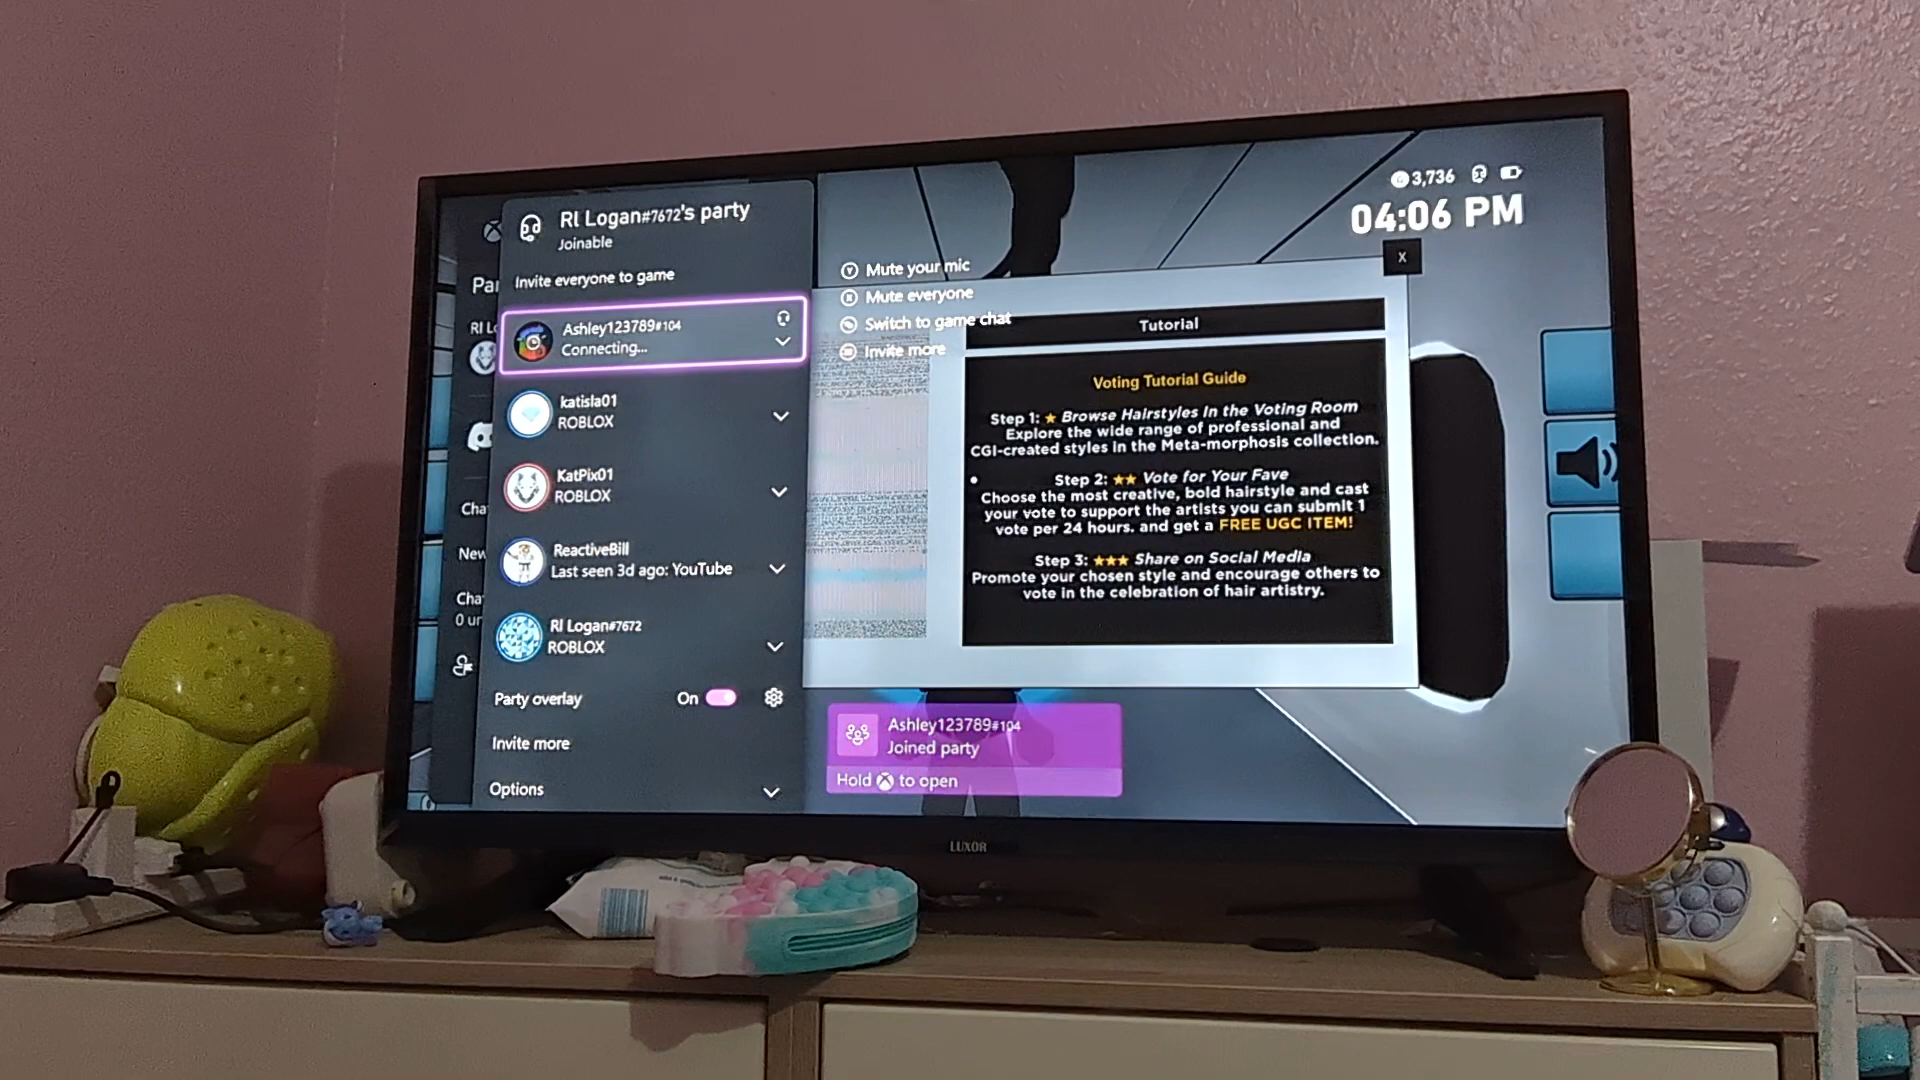 Rl Logan#7672's party
Joinable
Invite everyone to game
Ashley123789#104
Connecting...
katisla01
ROBLOX
KatPix01
ROBLOX
ReactiveBill
Last seen 3d ago: YouTube
Rl Logan#7672
ROBLOX
Party overlay On
Invite more
Options
Par
Rl L
Cha
New
Cha
0 ur
Y Mute your mic
X Mute everyone
Switch to game chat
Invite more
3,736
04:06 PM
X
Tutorial
Voting Tutorial Guide
Step 1: ★ Browse Hairstyles In the Voting Room
Explore the wide range of professional and
CGI-created styles in the Meta-morphosis collection.
Step 2: ★★ Vote for Your Fave
Choose the most creative, bold hairstyle and cast
your vote to support the artists you can submit 1
vote per 24 hours. and get a FREE UGC ITEM!
Step 3: ★★★ Share on Social Media
Promote your chosen style and encourage others to
vote in the celebration of hair artistry.
Ashley123789#104
Joined party
Hold to open
LUXOR